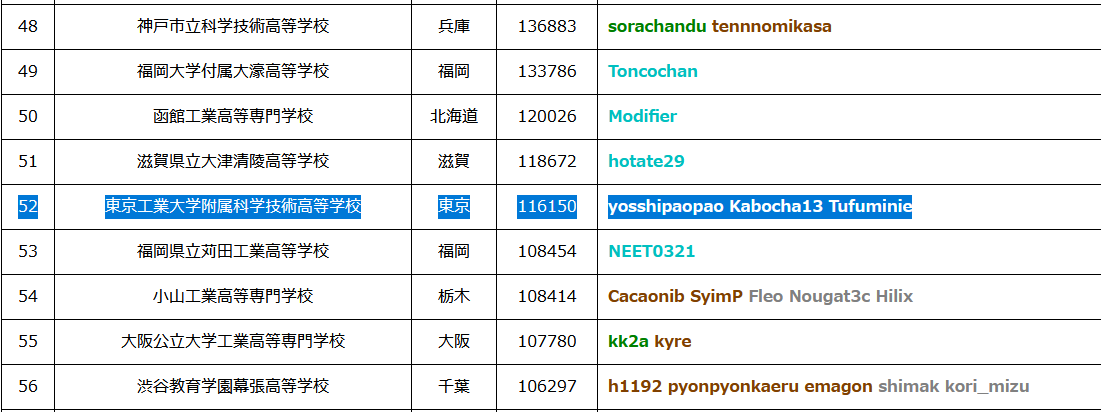 48 神戸市立科学技術高等学校 兵庫 136883 sorachandu tennnomikasa
49 福岡大学付属大濠高等学校 福岡 133786 Toncochan
50 函館工業高等専門学校 北海道 120026 Modifier
51 滋賀県立大津清陵高等学校 滋賀 118672 hotate29
52 東京工業大学附属科学技術高等学校 東京 116150 yosshipaopao Kabocha13 Tufuminie
53 福岡県立苅田工業高等学校 福岡 108454 NEET0321
54 小山工業高等専門学校 栃木 108414 Cacaonib SyimP Fleo Nougat3c Hilix
55 大阪公立大学工業高等専門学校 大阪 107780 kk2a kyre
56 渋谷教育学園幕張高等学校 千葉 106297 h1192 pyonpyonkaeru emagon shimak kori_mizu